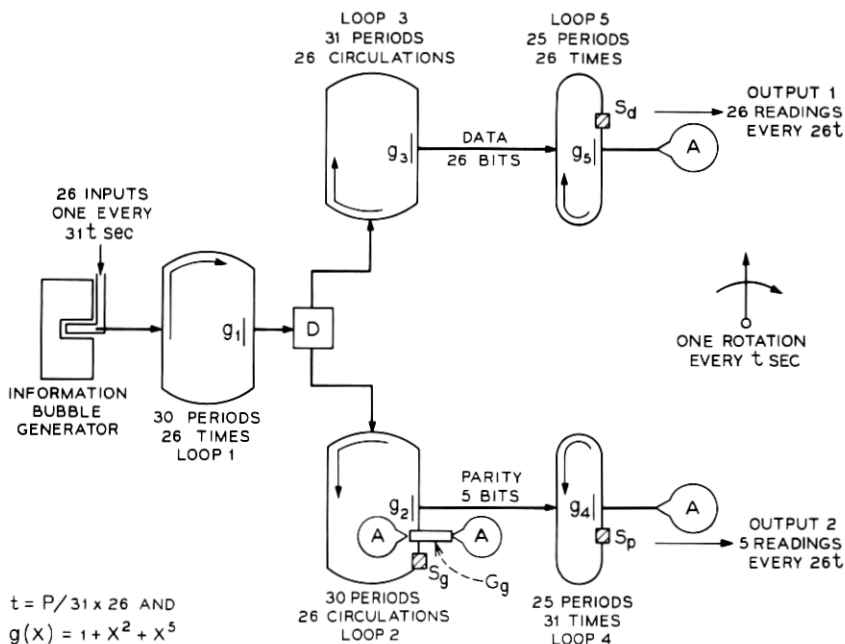 LOOP 3
31 PERIODS
26 CIRCULATIONS
LOOP 5
25 PERIODS
26 TIMES
g3
DATA
26 BITS
g5
Sd
A
OUTPUT 1
26 READINGS
EVERY 26t
26 INPUTS
ONE EVERY
31t SEC
INFORMATION
BUBBLE
GENERATOR
g1
30 PERIODS
26 TIMES
LOOP 1
D
ONE ROTATION
EVERY t SEC
g2
PARITY
5 BITS
A
A
Sg
Gg
30 PERIODS
26 CIRCULATIONS
LOOP 2
g4
A
Sp
OUTPUT 2
5 READINGS
EVERY 26t
25 PERIODS
31 TIMES
LOOP 4
t = P/31 x 26 AND
g(X) = 1 + X² + X⁵